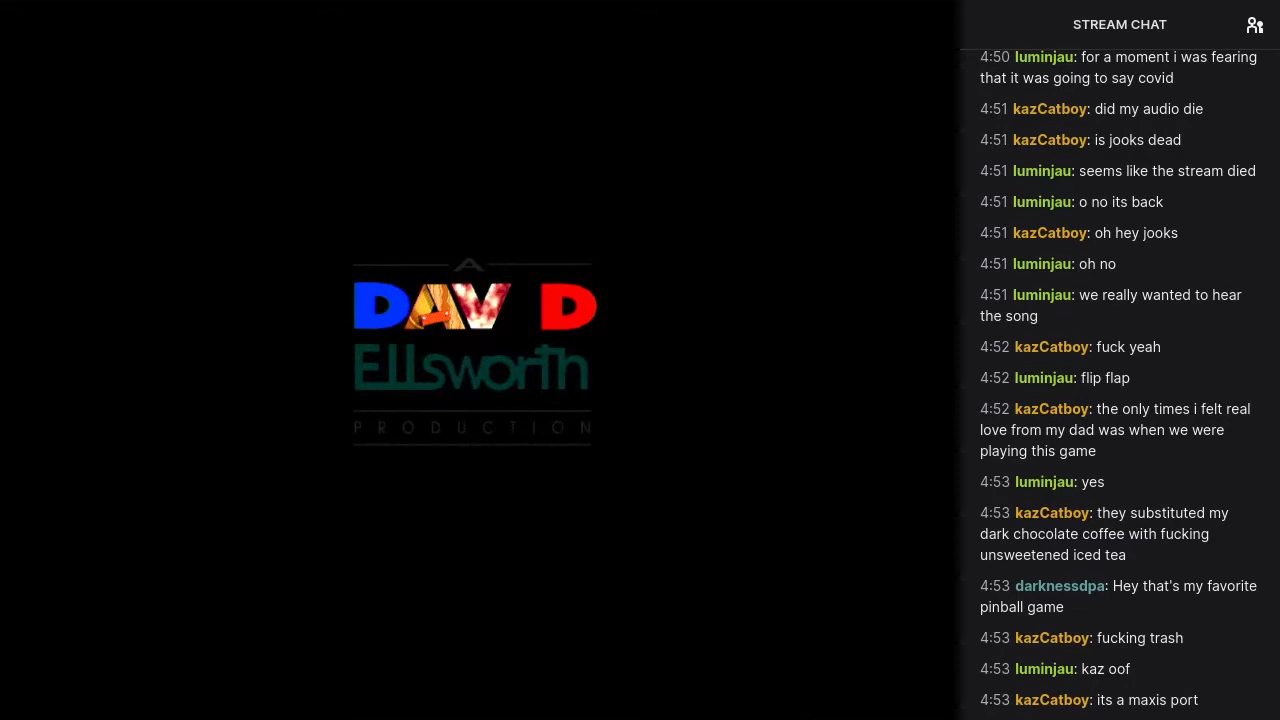 A
DAV D
Ellsworth
PRODUCTION
STREAM CHAT
4:50 luminjau: for a moment i was fearing
that it was going to say covid
4:51 kazCatboy: did my audio die
4:51 kazCatboy: is jooks dead
4:51 luminjau: seems like the stream died
4:51 luminjau: o no its back
4:51 kazCatboy: oh hey jooks
4:51 luminjau: oh no
4:51 luminjau: we really wanted to hear
the song
4:52 kazCatboy: fuck yeah
4:52 luminjau: flip flap
4:52 kazCatboy: the only times i felt real
love from my dad was when we were
playing this game
4:53 luminjau: yes
4:53 kazCatboy: they substituted my
dark chocolate coffee with fucking
unsweetened iced tea
4:53 darknessdpa: Hey that's my favorite
pinball game
4:53 kazCatboy: fucking trash
4:53 luminjau: kaz oof
4:53 kazCatboy: its a maxis port